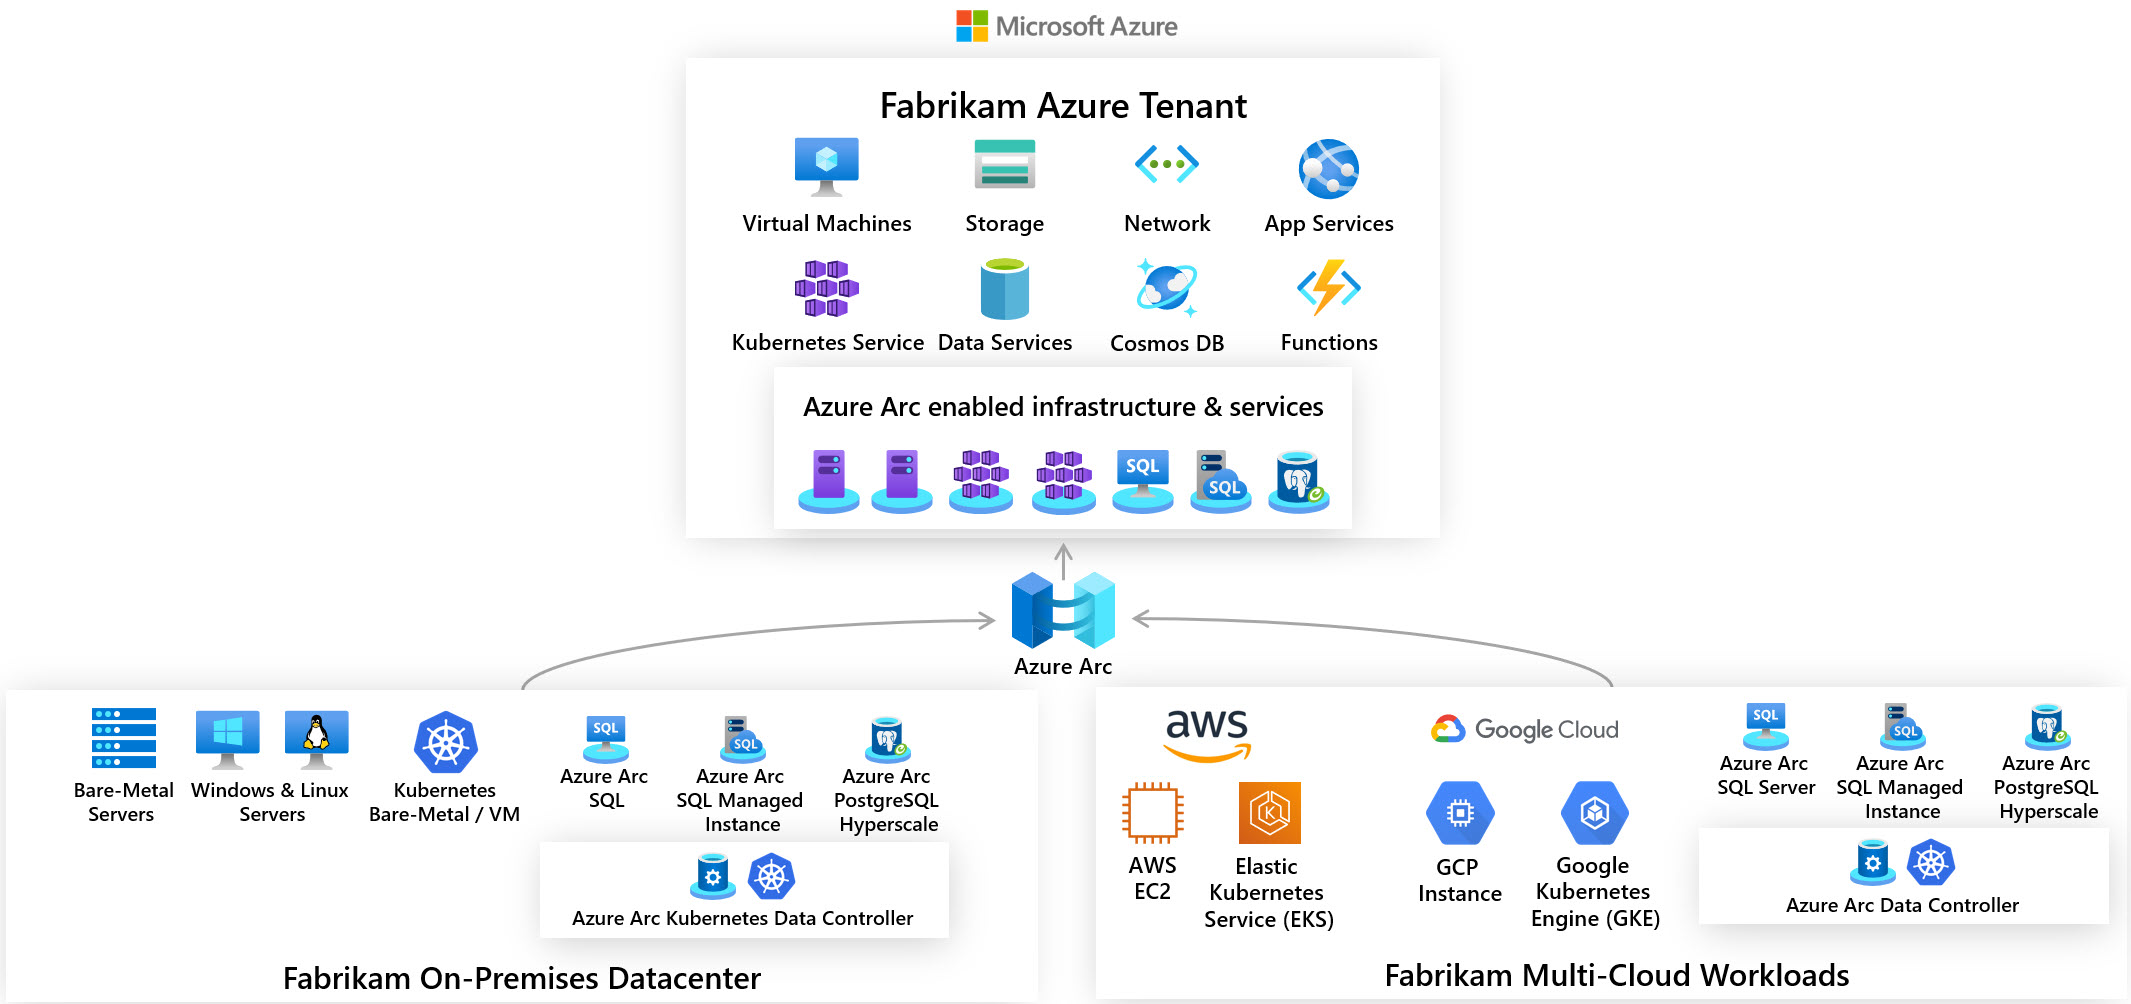 Microsoft Azure
Fabrikam Azure Tenant
Virtual Machines
Storage
Network
App Services
Kubernetes Service
Data Services
Cosmos DB
Functions
Azure Arc enabled infrastructure & services
SQL
SQL
Azure Arc
Bare-Metal
Servers
Windows & Linux
Servers
Kubernetes
Bare-Metal / VM
SQL
Azure Arc
SQL
SQL
Azure Arc
SQL Managed
Instance
Azure Arc
PostgreSQL
Hyperscale
Azure Arc Kubernetes Data Controller
Fabrikam On-Premises Datacenter
aws
AWS
EC2
K
Elastic
Kubernetes
Service (EKS)
Google Cloud
GCP
Instance
Google
Kubernetes
Engine (GKE)
SQL
Azure Arc
SQL Server
SQL
Azure Arc
SQL Managed
Instance
Azure Arc
PostgreSQL
Hyperscale
Azure Arc Data Controller
Fabrikam Multi-Cloud Workloads